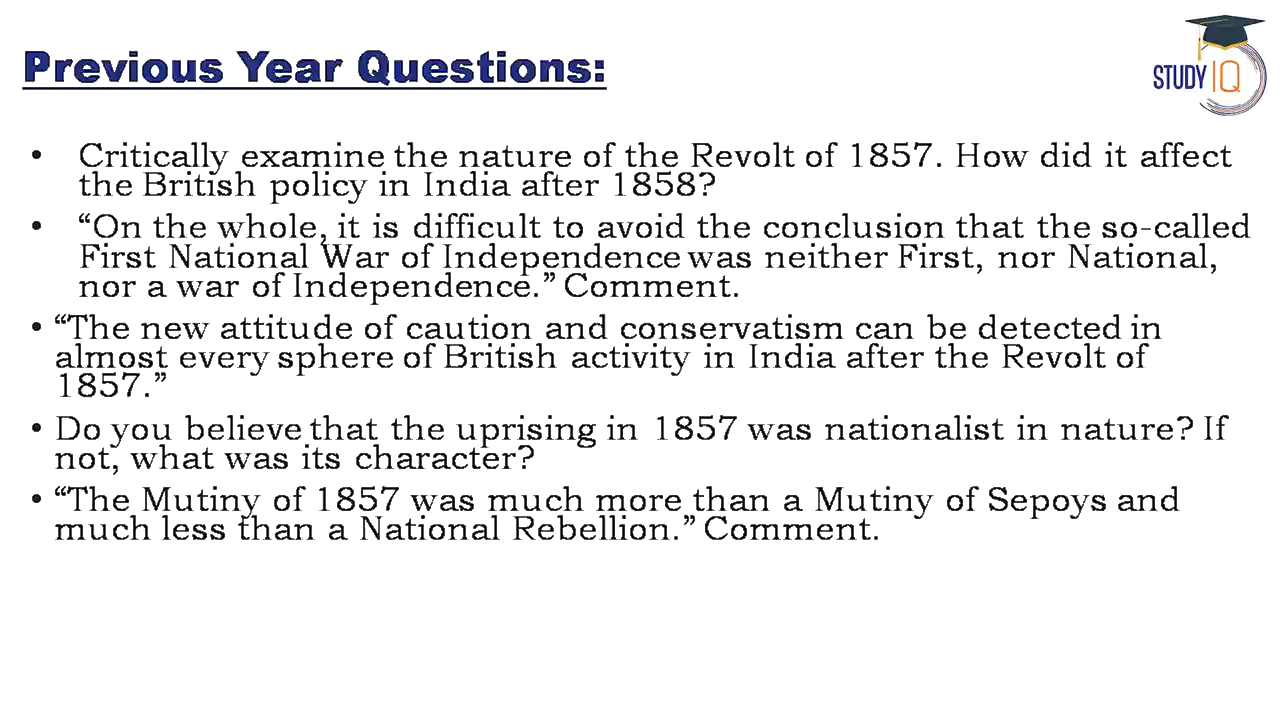 Previous Year Questions:
STUDY IQ
• Critically examine the nature of the Revolt of 1857. How did it affect
the British policy in India after 1858?
• “On the whole, it is difficult to avoid the conclusion that the so-called
First National War of Independence was neither First, nor National,
nor a war of Independence.” Comment.
• “The new attitude of caution and conservatism can be detected in
almost every sphere of British activity in India after the Revolt of
1857.”
• Do you believe that the uprising in 1857 was nationalist in nature? If
not, what was its character?
• “The Mutiny of 1857 was much more than a Mutiny of Sepoys and
much less than a National Rebellion.” Comment.